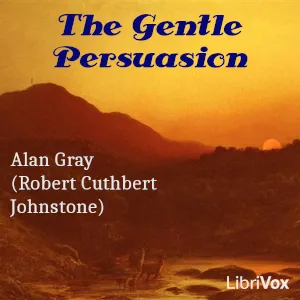 The Gentle
Persuasion
Alan Gray
(Robert Cuthbert
Johnstone)
LibriVox